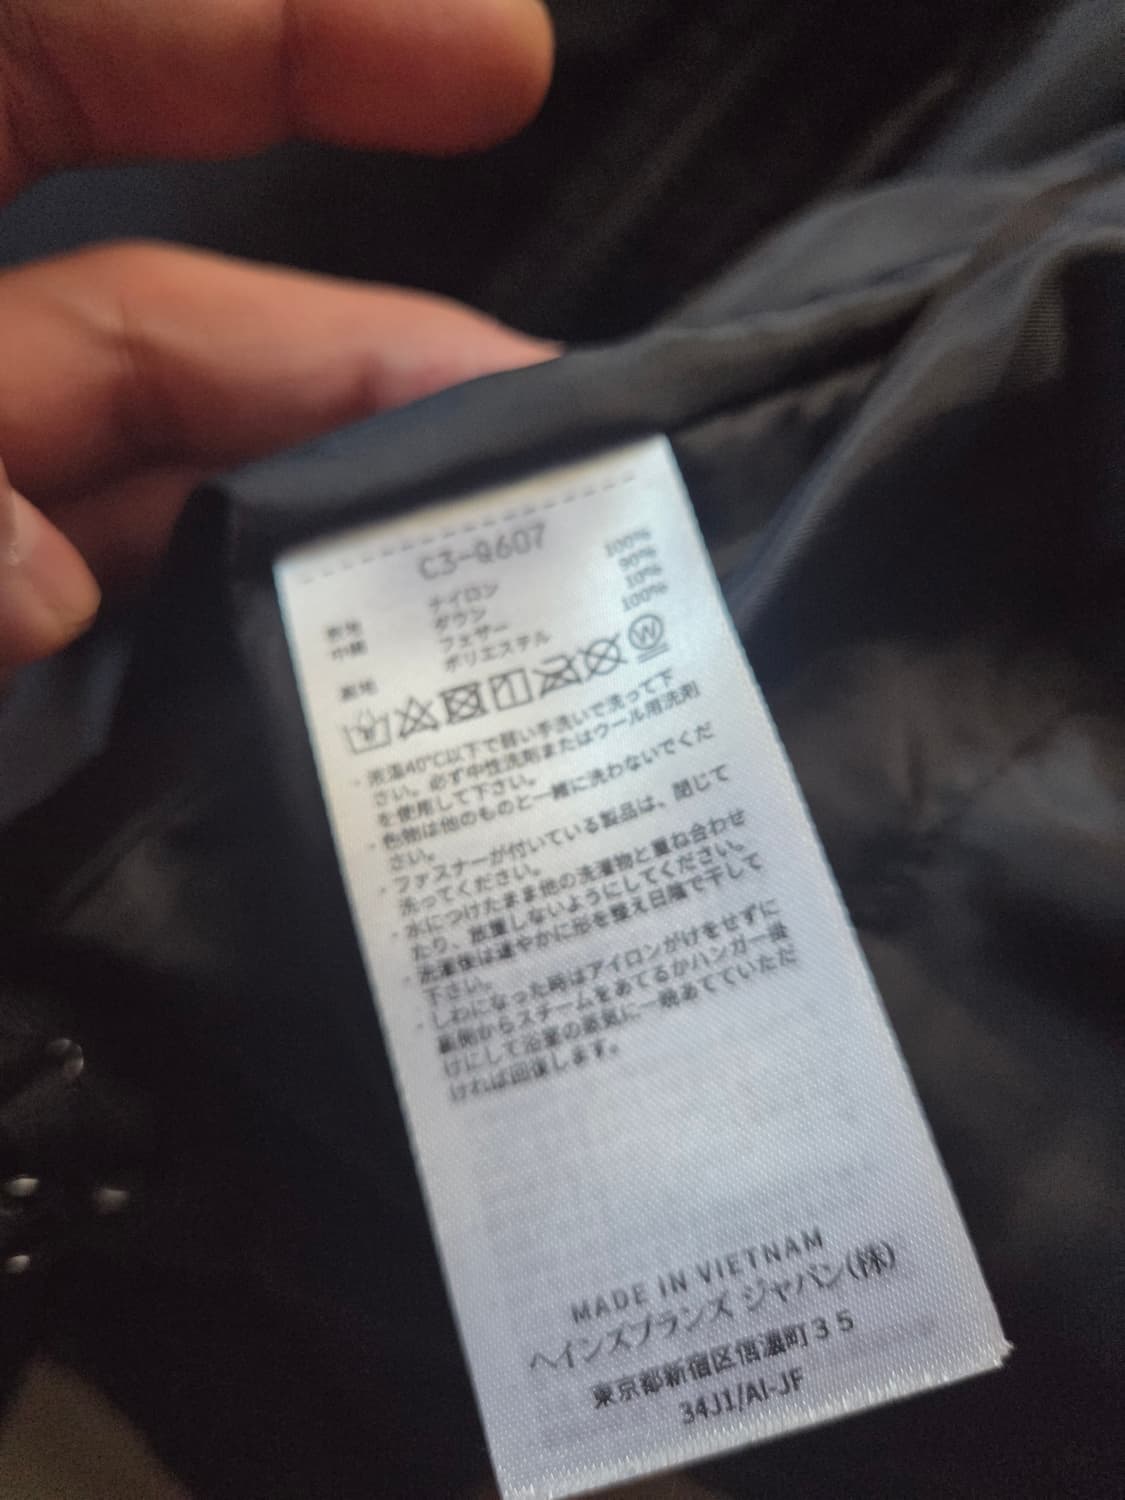 C3-Q607
表地 ナイロン 100%
中綿 ダウン 90%
フェザー 10%
裏地 ポリエステル 100%
W
・液温40℃以下で弱い手洗いで洗って下
さい。必ず中性洗剤またはウール用洗剤
を使用して下さい。
・色物は他のものと一緒に洗わないでくだ
さい。
・ファスナーが付いている製品は、閉じて
洗ってください。
・水につけたまま他の洗濯物と重ね合わせ
たり、放置しないようにしてください。
・洗濯後は速やかに形を整え日陰で干して
下さい。
・しわになった時はアイロンがけをせずに
裏側からスチームをあてるかハンガー掛
けにして浴室の蒸気に一晩あてていただ
ければ回復します。
MADE IN VIETNAM
ヘインズブランズ ジャパン(株)
東京都新宿区信濃町35
34J1/AI-JF